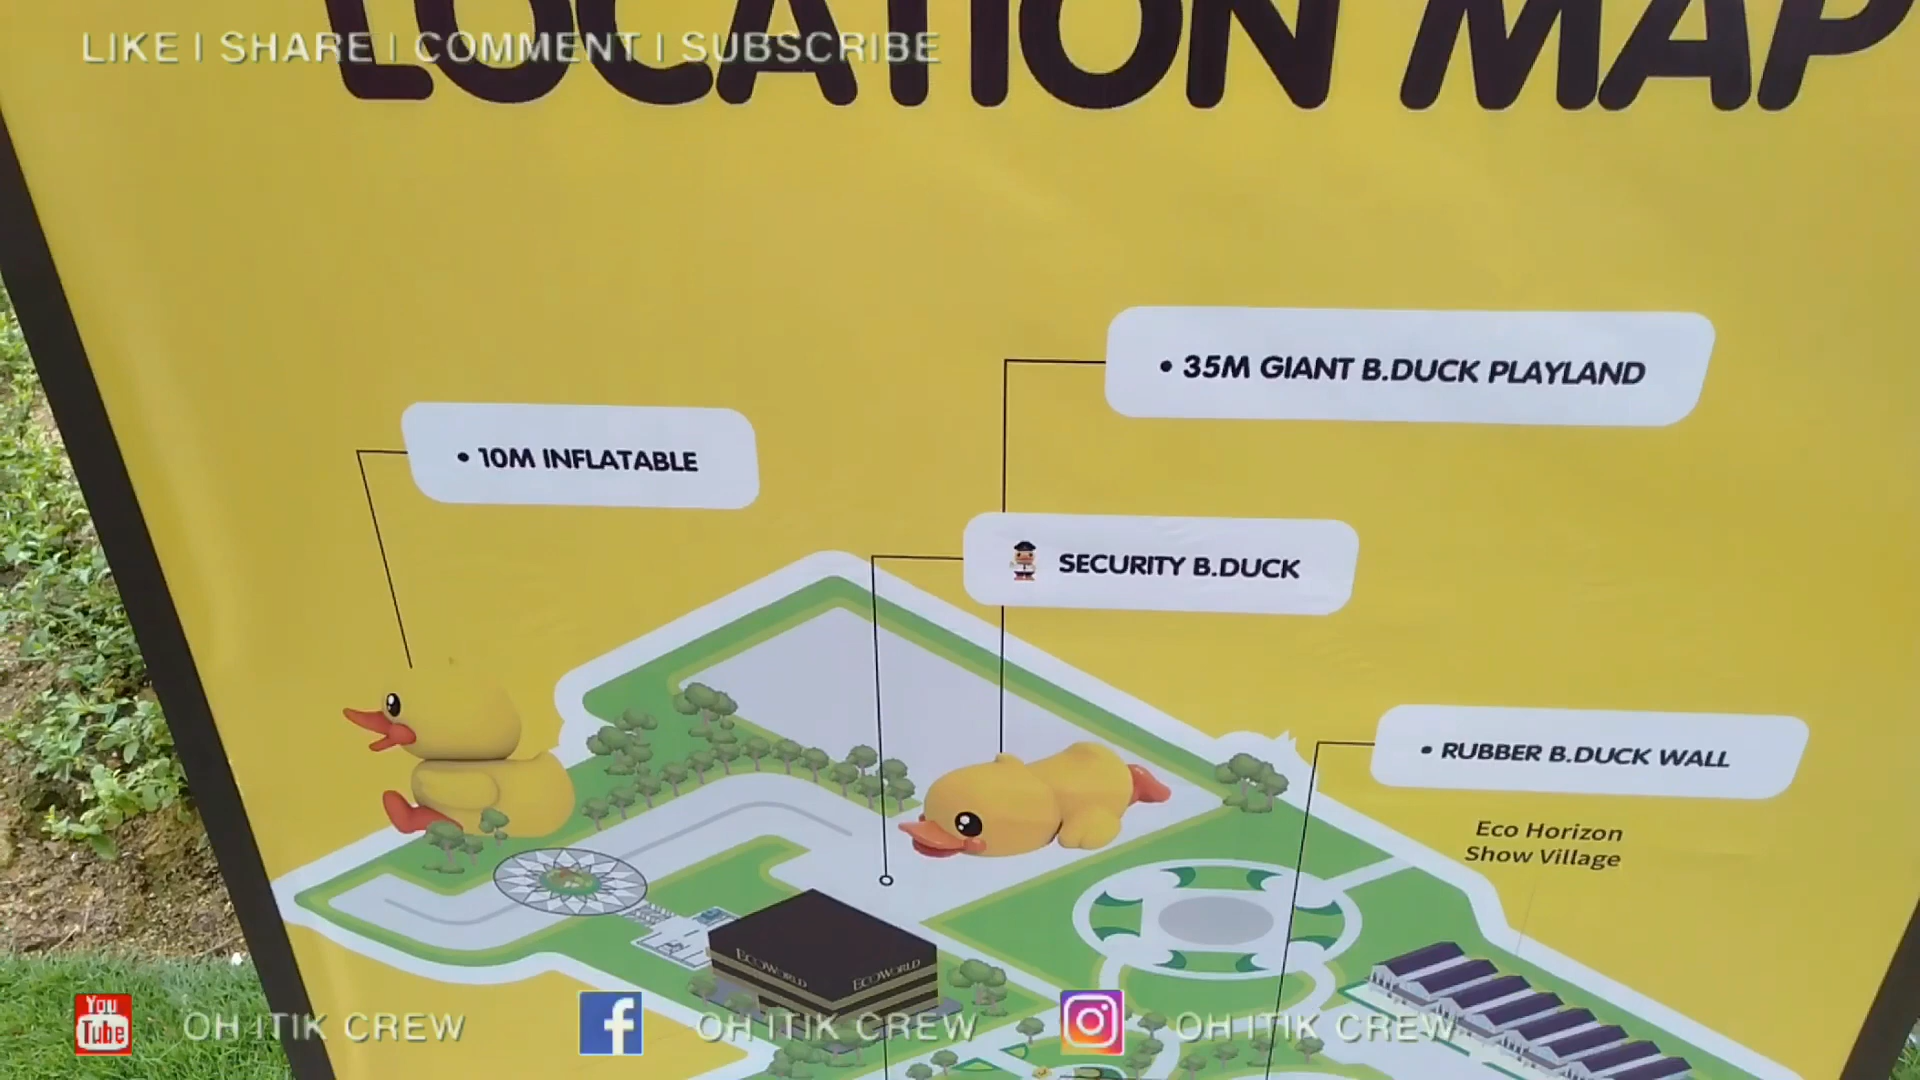 LOCATION MAP
LIKE | SHARE | COMMENT | SUBSCRIBE
• 35M GIANT B.DUCK PLAYLAND
• 10M INFLATABLE
SECURITY B.DUCK
• RUBBER B.DUCK WALL
Eco Horizon
Show Village
ECOWORLD
ECOWORLD
You
Tube
OH ITIK CREW
f
OH ITIK CREW
OH ITIK CREW